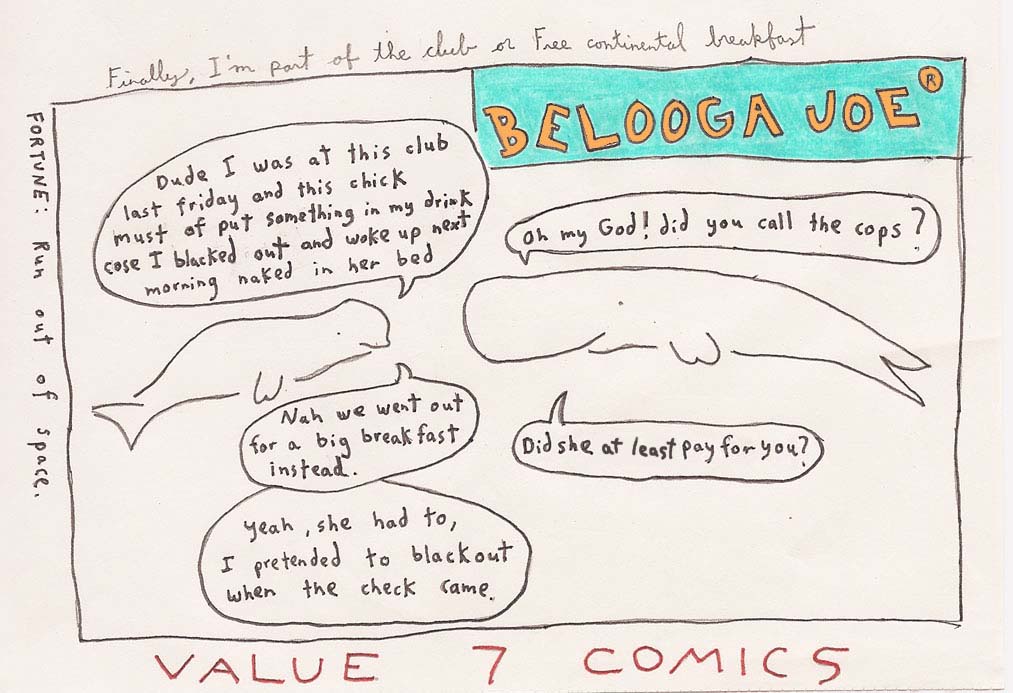 Finally, I'm part of the club or Free continental breakfast
BELOOGA JOE ®
FORTUNE: Run out of space.
Dude I was at this club
last friday and this chick
must of put something in my drink
cose I blacked out and woke up next
morning naked in her bed
Oh my God! did you call the cops?
Nah we went out
for a big breakfast
instead.
Did she at least pay for you?
Yeah, she had to,
I pretended to blackout
when the check came.
VALUE 7 COMICS